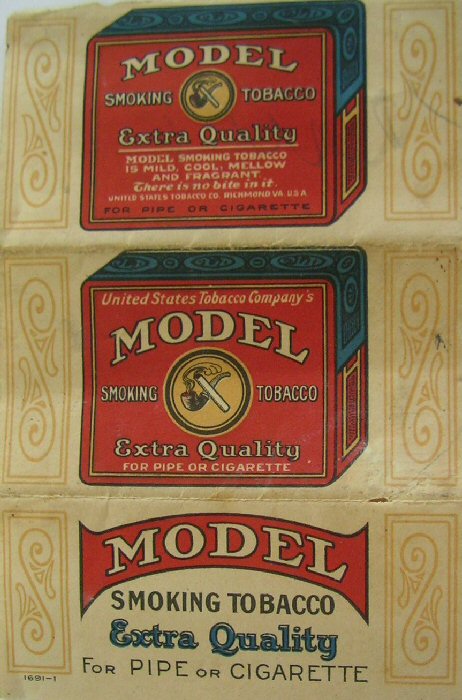 MODEL
SMOKING TOBACCO
Extra Quality
MODEL SMOKING TOBACCO
IS MILD, COOL, MELLOW
AND FRAGRANT.
There is no bite in it.
UNITED STATES TOBACCO CO. RICHMOND VA. U.S.A
FOR PIPE OR CIGARETTE
United States Tobacco Company's
MODEL
SMOKING TOBACCO
Extra Quality
FOR PIPE OR CIGARETTE
MODEL
SMOKING TOBACCO
Extra Quality
FOR PIPE OR CIGARETTE
1691-1